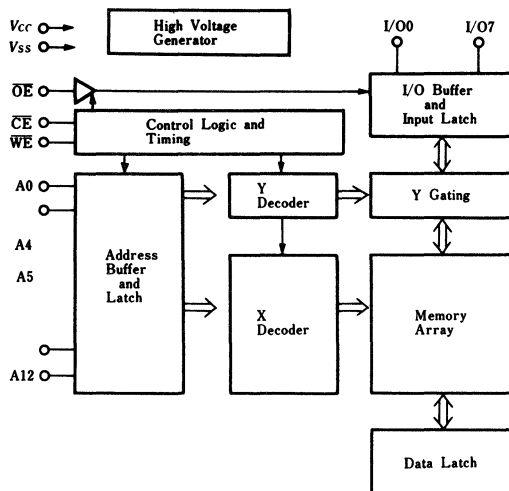 Vcc
Vss
High Voltage
Generator
I/O0
I/O7
OE
CE
WE
Control Logic and
Timing
I/O Buffer
and
Input Latch
A0
A4
A5
A12
Address
Buffer
and
Latch
Y
Decoder
Y Gating
X
Decoder
Memory
Array
Data Latch